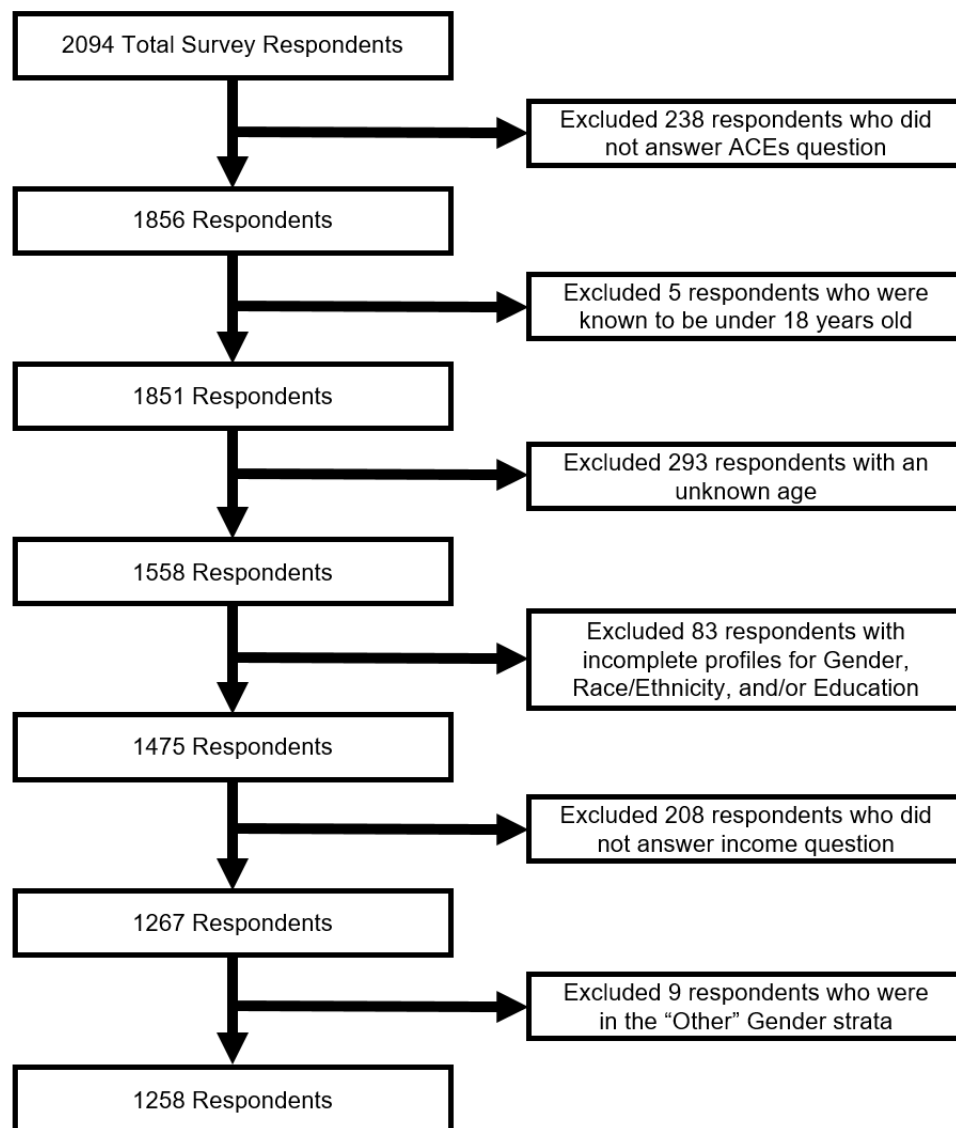 2094 Total Survey Respondents
Excluded 238 respondents who did
not answer ACEs question
1856 Respondents
Excluded 5 respondents who were
known to be under 18 years old
1851 Respondents
Excluded 293 respondents with an
unknown age
1558 Respondents
Excluded 83 respondents with
incomplete profiles for Gender,
Race/Ethnicity, and/or Education
1475 Respondents
Excluded 208 respondents who did
not answer income question
1267 Respondents
Excluded 9 respondents who were
in the “Other” Gender strata
1258 Respondents